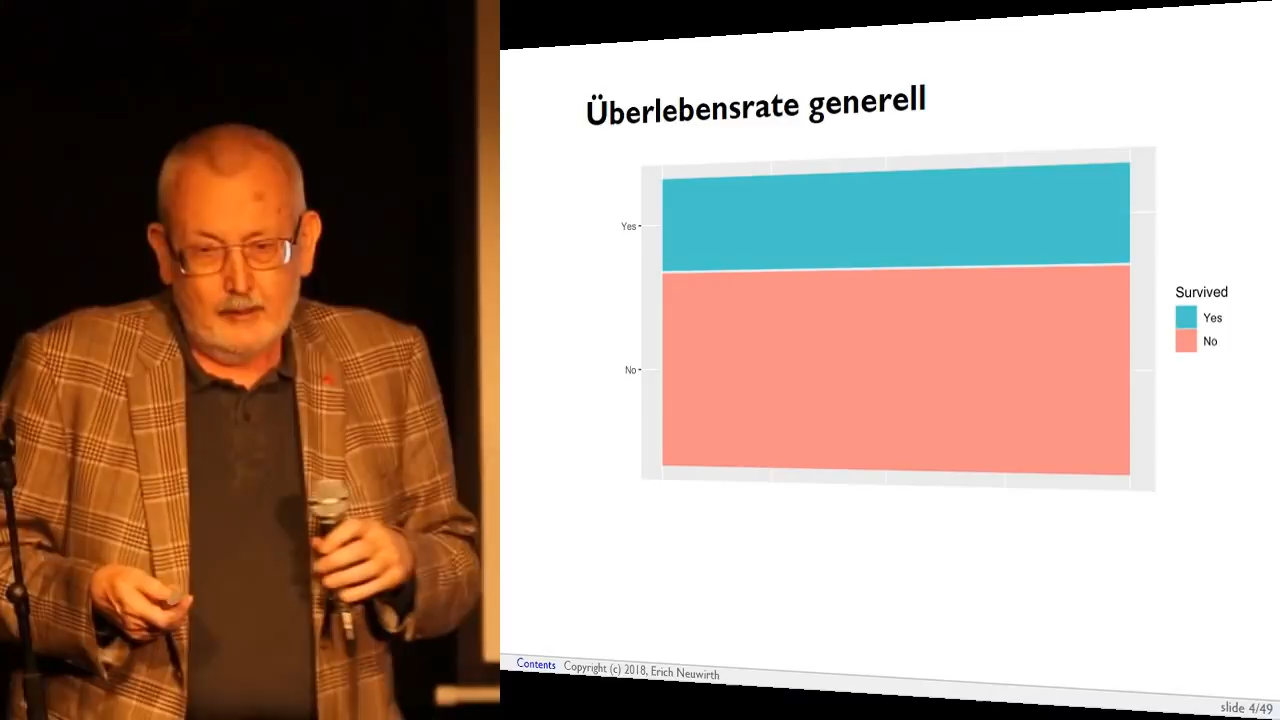 Überlebensrate generell
Yes
No
Survived
Yes
No
Contents Copyright (c) 2018, Erich Neuwirth
slide 4/49